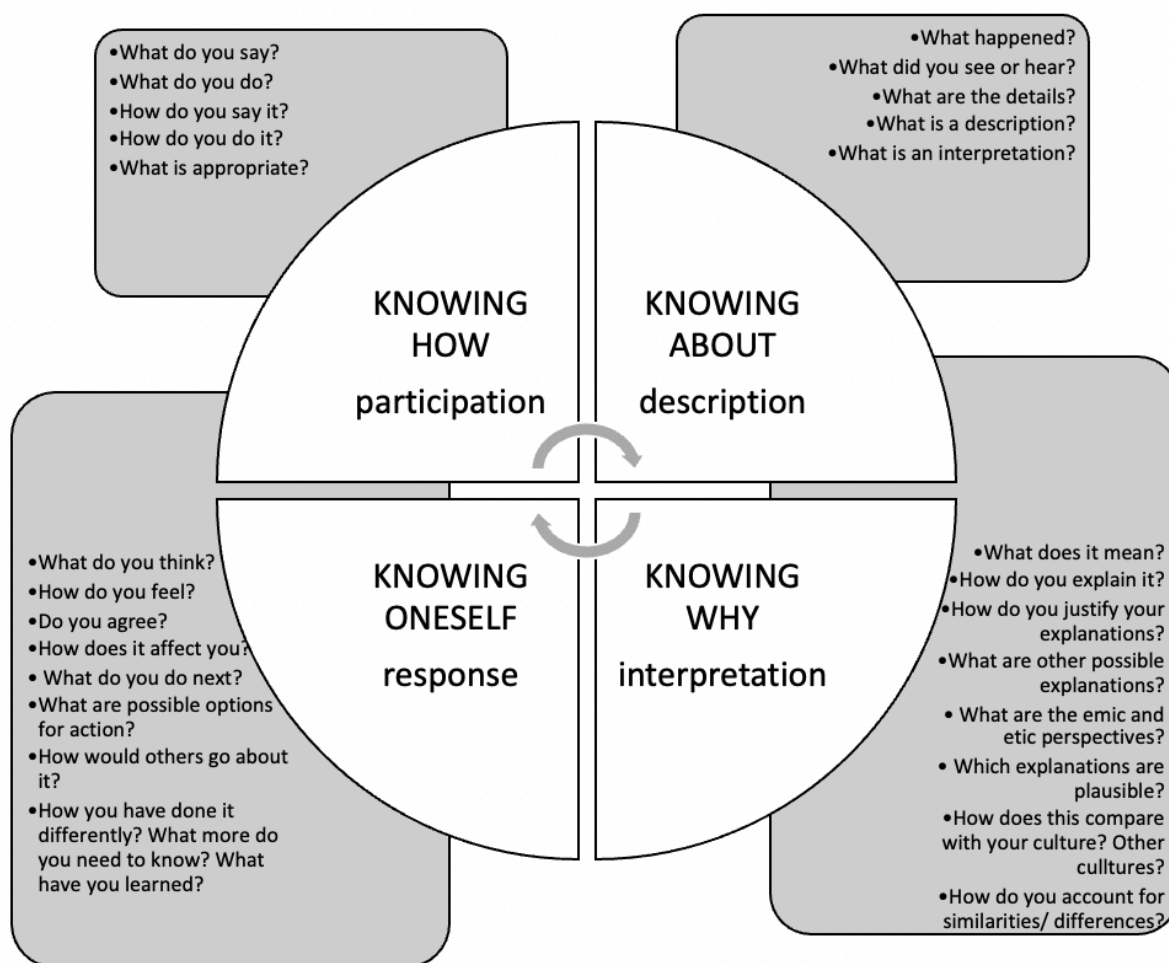 •What do you say?
•What do you do?
•How do you say it?
•How do you do it?
•What is appropriate?
•What happened?
•What did you see or hear?
•What are the details?
•What is a description?
•What is an interpretation?
KNOWING
HOW
participation
KNOWING
ABOUT
description
KNOWING
ONESELF
response
KNOWING
WHY
interpretation
•What do you think?
•How do you feel?
•Do you agree?
•How does it affect you?
• What do you do next?
•What are possible options
for action?
•How would others go about
it?
•How you have done it
differently? What more do
you need to know? What
have you learned?
•What does it mean?
•How do you explain it?
•How do you justify your
explanations?
•What are other possible
explanations?
• What are the emic and
etic perspectives?
• Which explanations are
plausible?
•How does this compare
with your culture? Other
culltures?
•How do you account for
similarities/ differences?